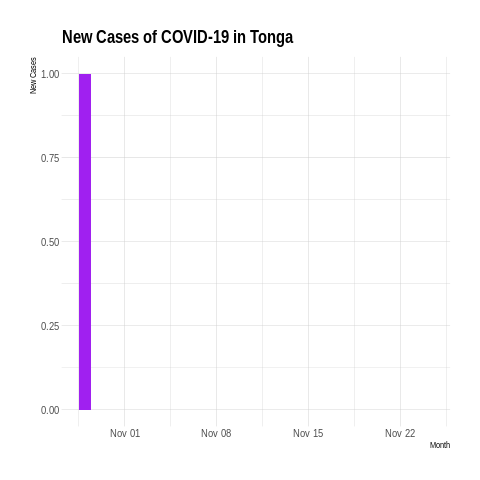 New Cases of COVID-19 in Tonga
New Cases
1.00
0.75
0.50
0.25
0.00
Nov 01 Nov 08 Nov 15 Nov 22
Month